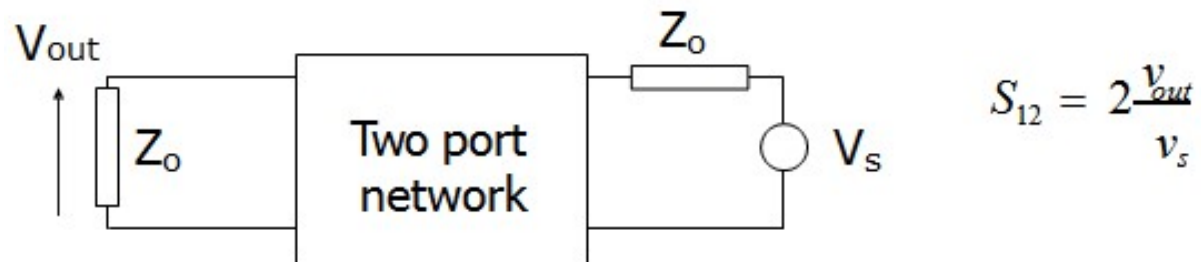 Vout
Zo
Zo
Two port
network
Vs
S12 = 2 vout
vs